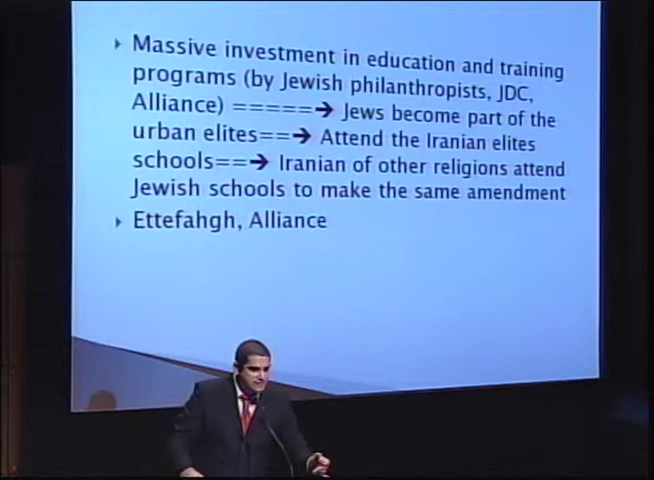 Massive investment in education and training
programs (by Jewish philanthropists, JDC,
Alliance) =====➔ Jews become part of the
urban elites==➔ Attend the Iranian elites
schools==➔ Iranian of other religions attend
Jewish schools to make the same amendment
Ettefahgh, Alliance